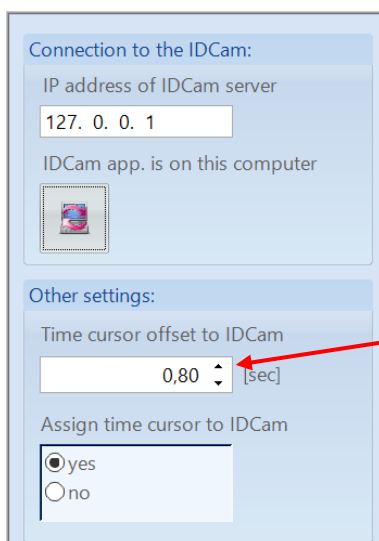 Connection to the IDCam:
IP address of IDCam server
127. 0. 0. 1
IDCam app. is on this computer
Other settings:
Time cursor offset to IDCam
0,80 [sec]
Assign time cursor to IDCam
yes
no